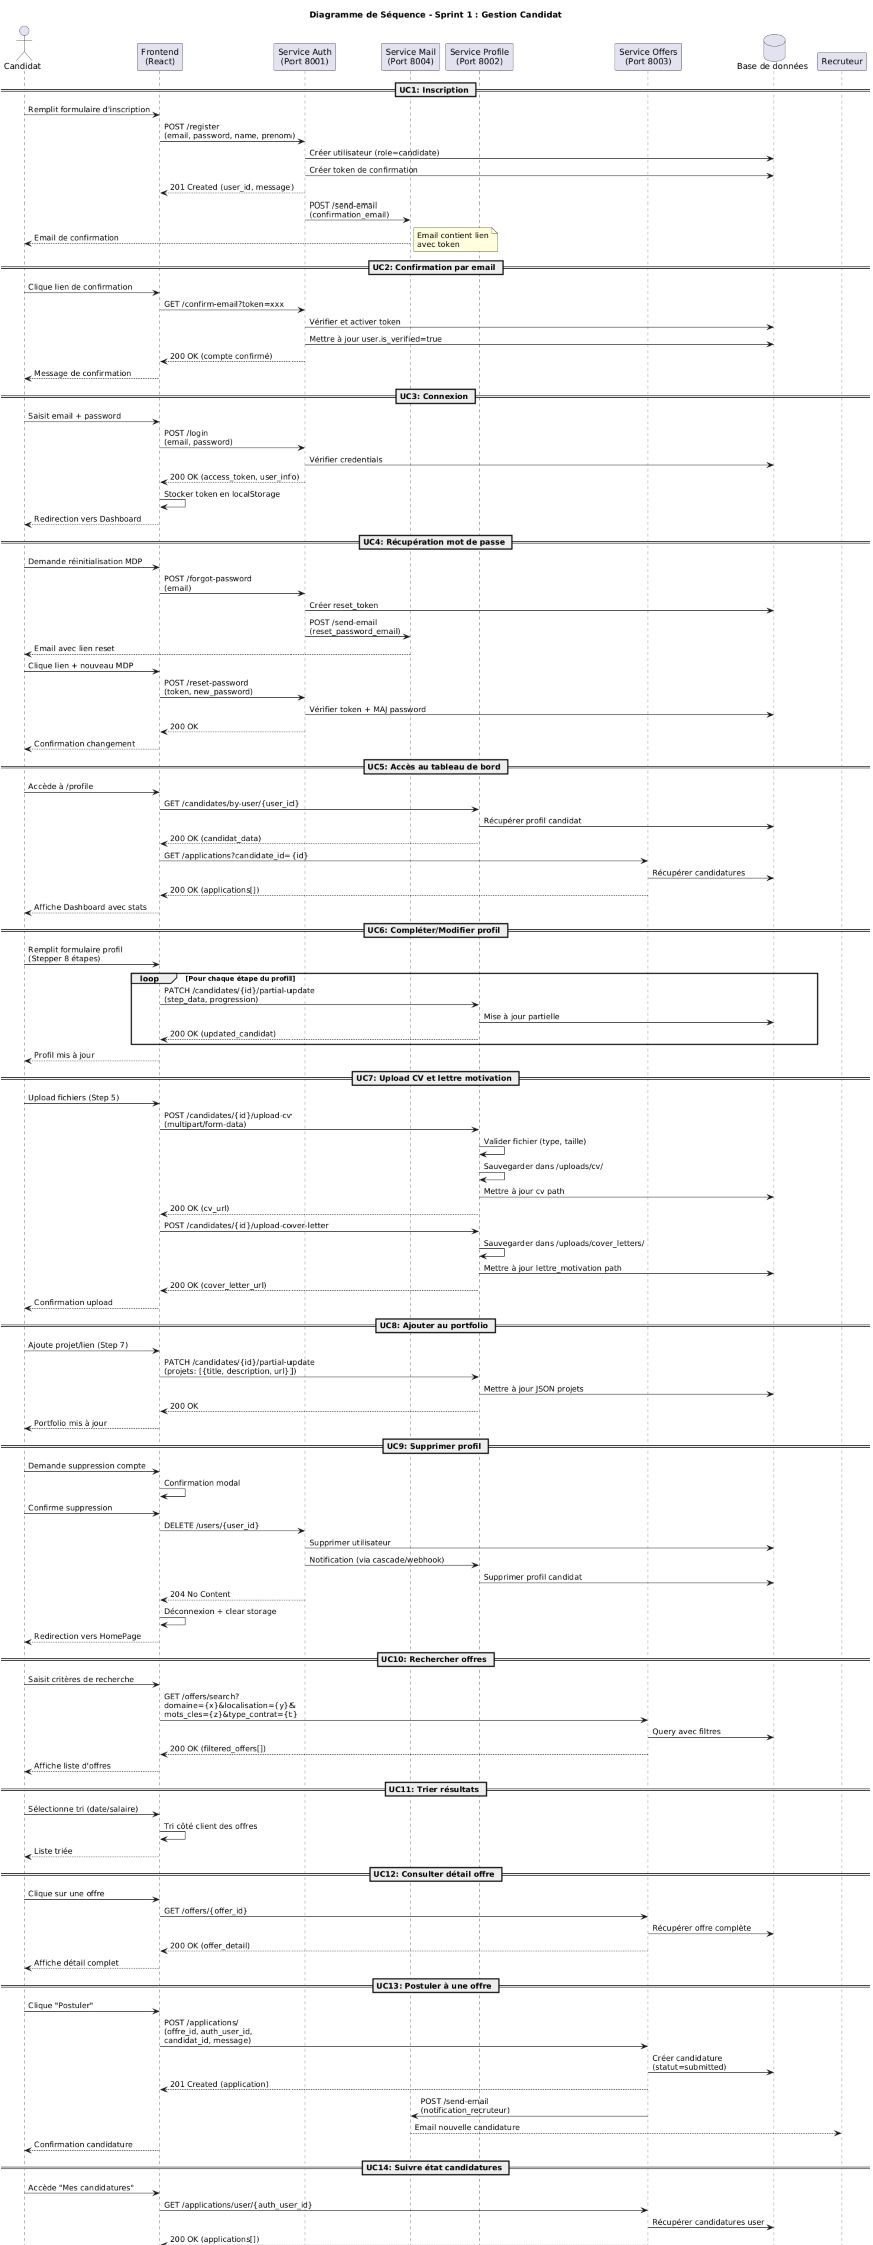 Diagramme de Séquence - Sprint 1 : Gestion Candidat
Candidat
Frontend
(React)
Service Auth
(Port 8001)
Service Mail
(Port 8004)
Service Profile
(Port 8002)
Service Offers
(Port 8003)
Base de données
Recruteur
UC1: Inscription
Remplit formulaire d'inscription
POST /register
(email, password, name, prenom)
Créer utilisateur (role=candidate)
Créer token de confirmation
201 Created (user_id, message)
POST /send-email
(confirmation_email)
Email de confirmation
Email contient lien
avec token
UC2: Confirmation par email
Clique lien de confirmation
GET /confirm-email?token=xxx
Vérifier et activer token
Mettre à jour user.is_verified=true
200 OK (compte confirmé)
Message de confirmation
UC3: Connexion
Saisit email + password
POST /login
(email, password)
Vérifier credentials
200 OK (access_token, user_info)
Stocker token en localStorage
Redirection vers Dashboard
UC4: Récupération mot de passe
Demande réinitialisation MDP
POST /forgot-password
(email)
Créer reset_token
POST /send-email
(reset_password_email)
Email avec lien reset
Clique lien + nouveau MDP
POST /reset-password
(token, new_password)
Vérifier token + MAJ password
200 OK
Confirmation changement
UC5: Accès au tableau de bord
Accède à /profile
GET /candidates/by-user/{user_id}
Récupérer profil candidat
200 OK (candidat_data)
GET /applications?candidate_id={id}
Récupérer candidatures
200 OK (applications[])
Affiche Dashboard avec stats
UC6: Compléter/Modifier profil
Remplit formulaire profil
(Stepper 8 étapes)
loop [Pour chaque étape du profil]
PATCH /candidates/{id}/partial-update
(step_data, progression)
Mise à jour partielle
200 OK (updated_candidat)
Profil mis à jour
UC7: Upload CV et lettre motivation
Upload fichiers (Step 5)
POST /candidates/{id}/upload-cv
(multipart/form-data)
Valider fichier (type, taille)
Sauvegarder dans /uploads/cv/
Mettre à jour cv path
200 OK (cv_url)
POST /candidates/{id}/upload-cover-letter
Sauvegarder dans /uploads/cover_letters/
Mettre à jour lettre_motivation path
200 OK (cover_letter_url)
Confirmation upload
UC8: Ajouter au portfolio
Ajoute projet/lien (Step 7)
PATCH /candidates/{id}/partial-update
(projets: [{title, description, url}])
Mettre à jour JSON projets
200 OK
Portfolio mis à jour
UC9: Supprimer profil
Demande suppression compte
Confirmation modal
Confirme suppression
DELETE /users/{user_id}
Supprimer utilisateur
Notification (via cascade/webhook)
Supprimer profil candidat
204 No Content
Déconnexion + clear storage
Redirection vers HomePage
UC10: Rechercher offres
Saisit critères de recherche
GET /offers/search?
domaine={x}&localisation={y}&
mots_cles={z}&type_contrat={t}
Query avec filtres
200 OK (filtered_offers[])
Affiche liste d'offres
UC11: Trier résultats
Sélectionne tri (date/salaire)
Tri côté client des offres
Liste triée
UC12: Consulter détail offre
Clique sur une offre
GET /offers/{offer_id}
Récupérer offre complète
200 OK (offer_detail)
Affiche détail complet
UC13: Postuler à une offre
Clique "Postuler"
POST /applications/
(offre_id, auth_user_id,
candidat_id, message)
Créer candidature
(statut=submitted)
201 Created (application)
POST /send-email
(notification_recruteur)
Email nouvelle candidature
Confirmation candidature
UC14: Suivre état candidatures
Accède "Mes candidatures"
GET /applications/user/{auth_user_id}
Récupérer candidatures user
200 OK (applications[])